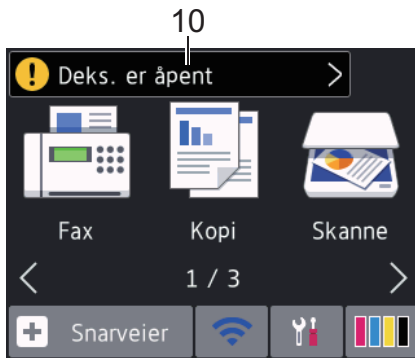 10
Deks. er åpent
Fax Kopi Skanne
1 / 3
Snarveier